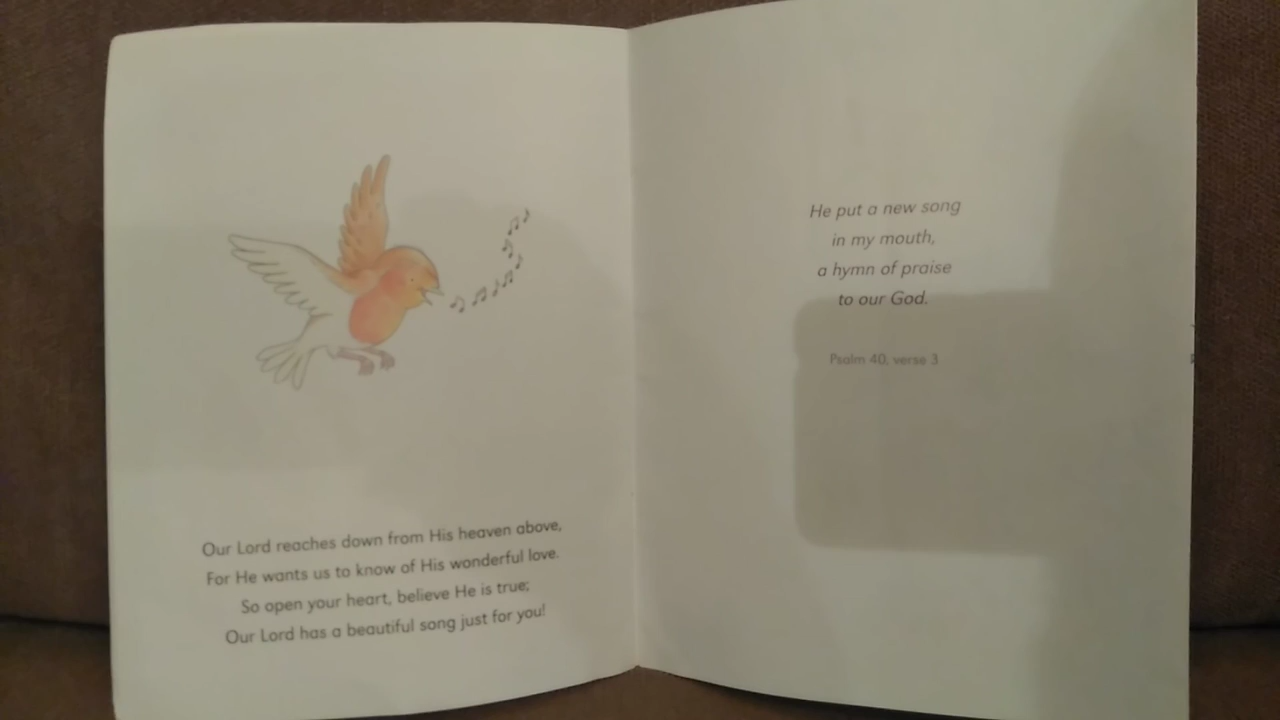 Our Lord reaches down from His heaven above,
For He wants us to know of His wonderful love.
So open your heart, believe He is true;
Our Lord has a beautiful song just for you!
He put a new song
in my mouth,
a hymn of praise
to our God.
Psalm 40, verse 3